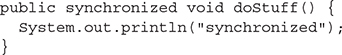 public synchronized void doStuff() {
  System.out.println("synchronized");
}